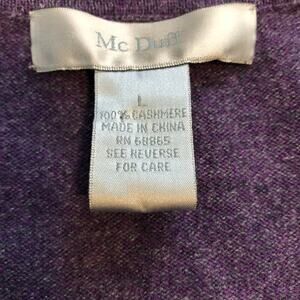 Mc Duff
L
100% CASHMERE
MADE IN CHINA
RN 68865
SEE REVERSE
FOR CARE